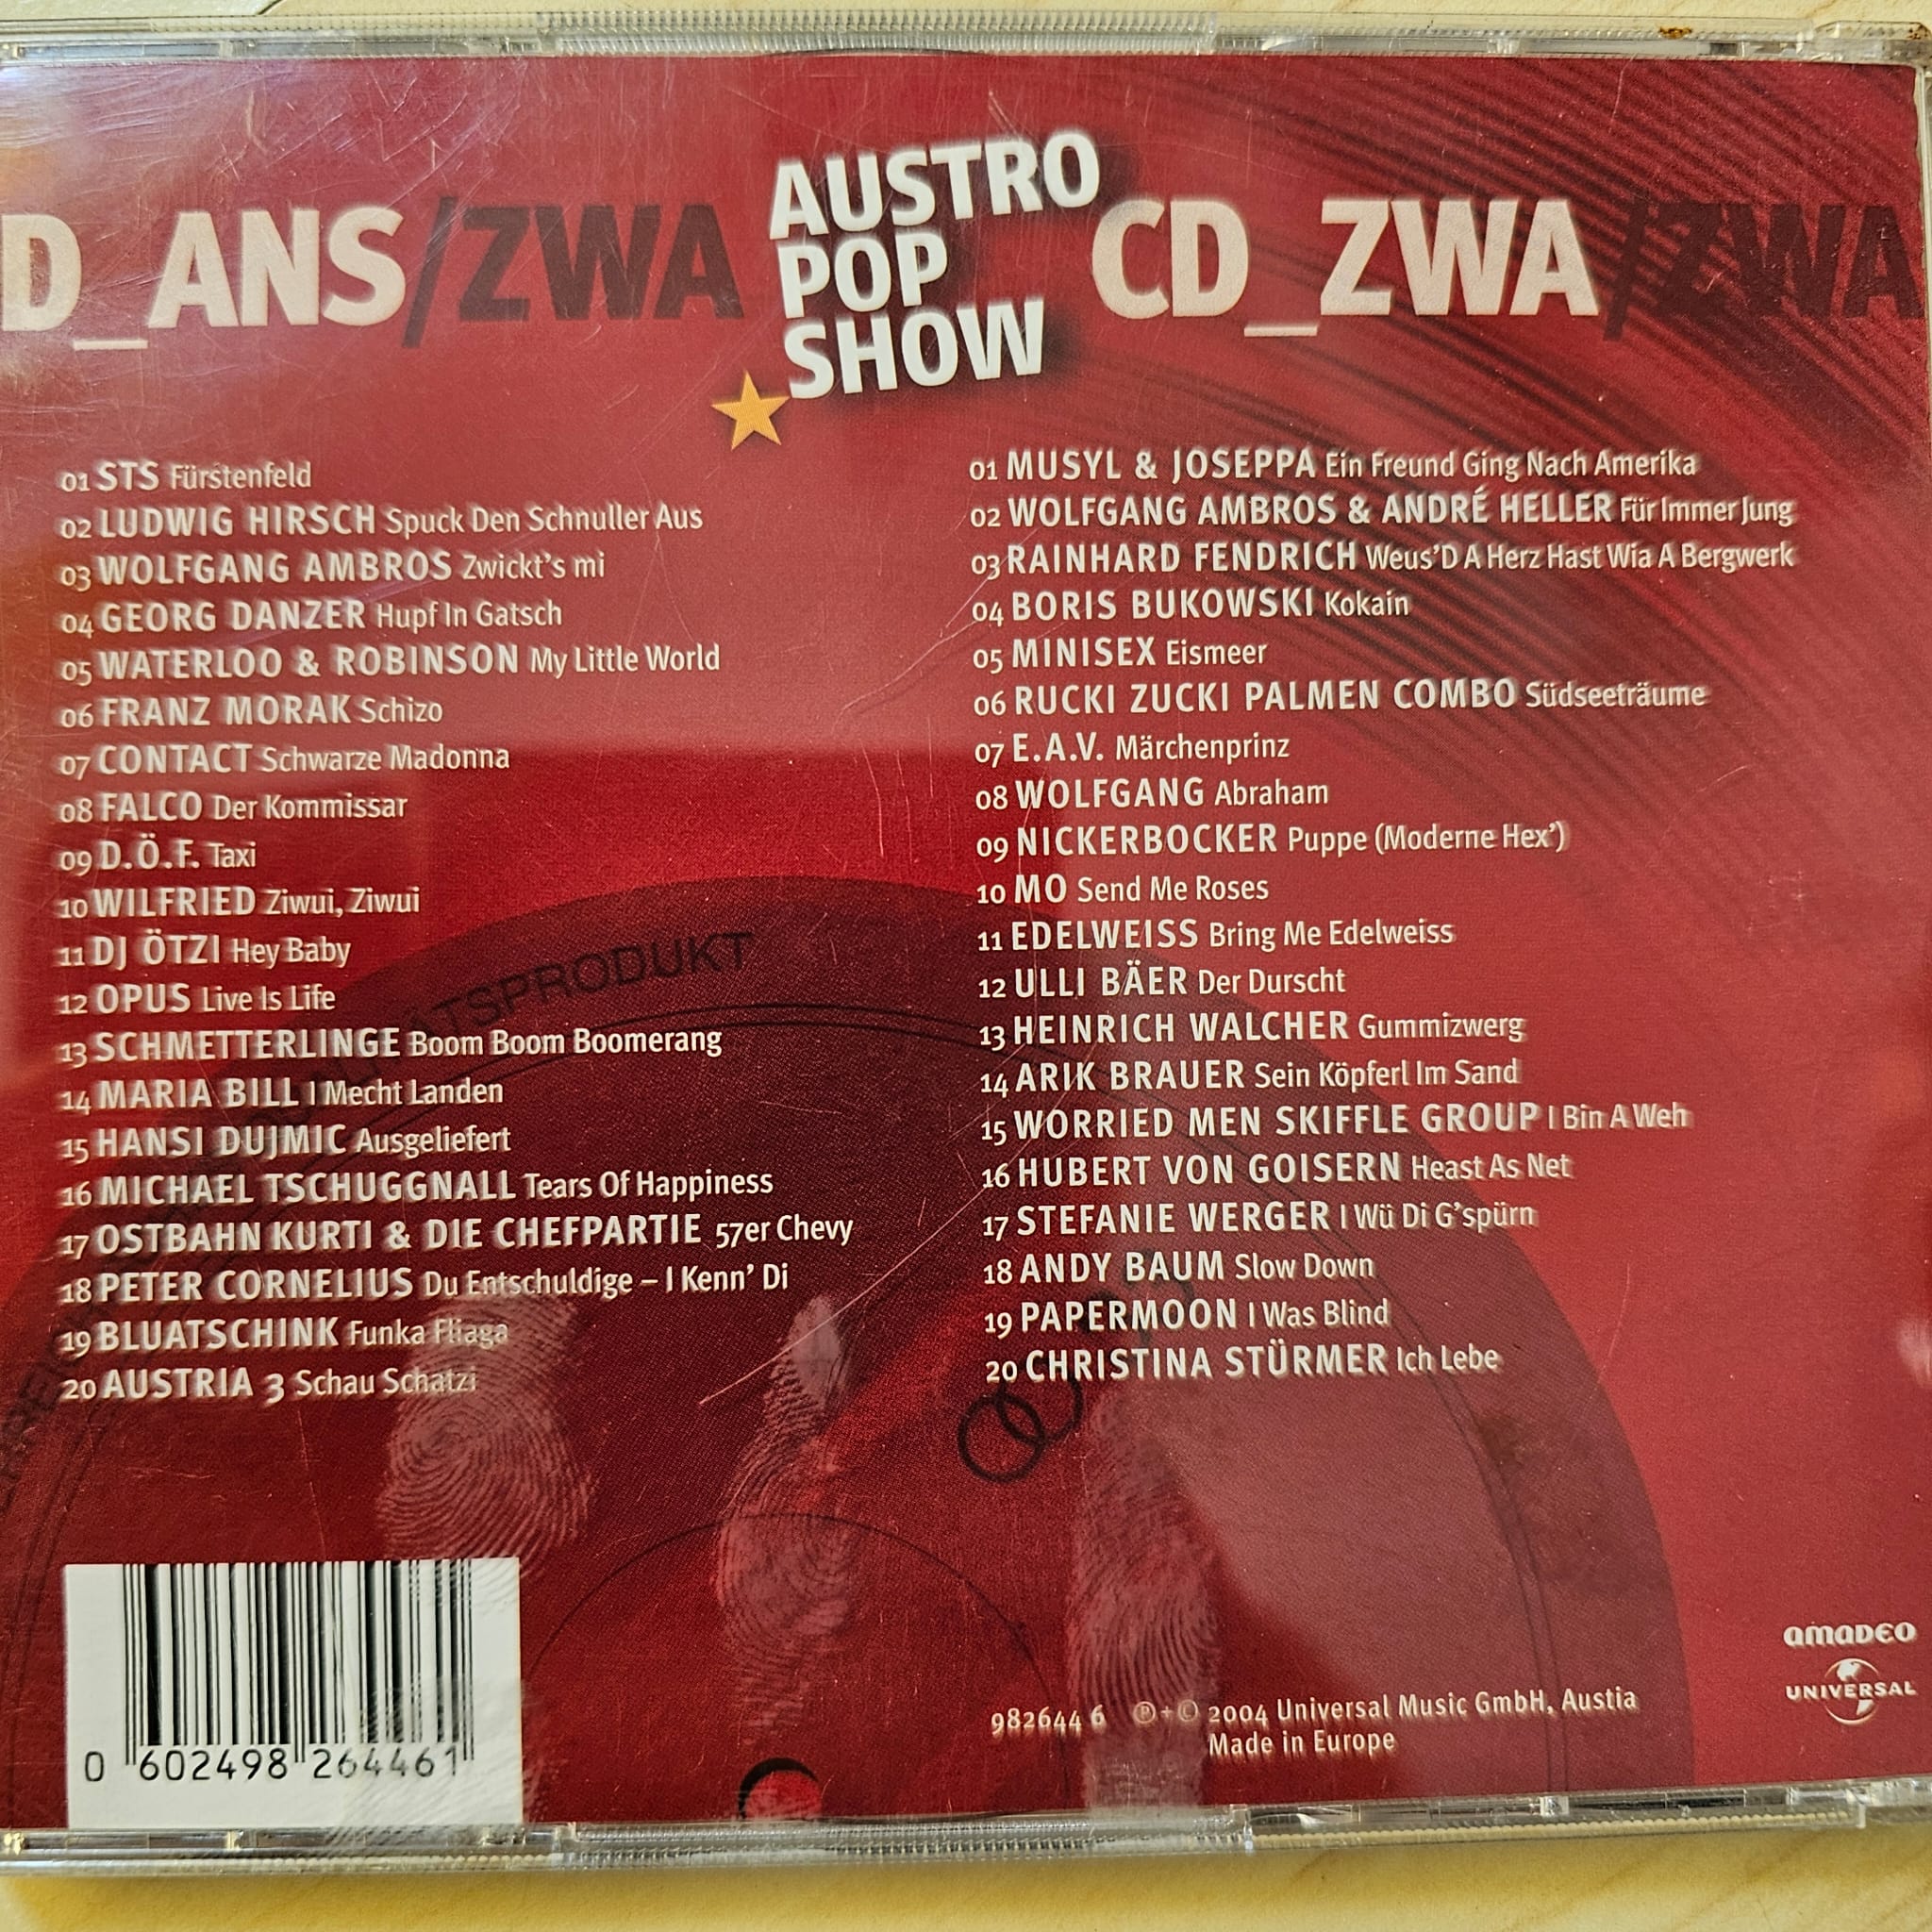 D_ANS/ZWA
AUSTRO
POP
SHOW
CD_ZWA/ZWA
01 STS Fürstenfeld
02 LUDWIG HIRSCH Spuck Den Schnuller Aus
03 WOLFGANG AMBROS Zwickt's mi
04 GEORG DANZER Hupf In Gatsch
05 WATERLOO & ROBINSON My Little World
06 FRANZ MORAK Schizo
07 CONTACT Schwarze Madonna
08 FALCO Der Kommissar
09 D.Ö.F. Taxi
10 WILFRIED Ziwui, Ziwui
11 DJ ÖTZI Hey Baby
12 OPUS Live Is Life
13 SCHMETTERLINGE Boom Boom Boomerang
14 MARIA BILL I Mecht Landen
15 HANSI DUJMIC Ausgeliefert
16 MICHAEL TSCHUGGNALL Tears Of Happiness
17 OSTBAHN KURTI & DIE CHEFPARTIE 57er Chevy
18 PETER CORNELIUS Du Entschuldige – I Kenn' Di
19 BLUATSCHINK Funka Fliaga
20 AUSTRIA 3 Schau Schatzi
01 MUSYL & JOSEPPA Ein Freund Ging Nach Amerika
02 WOLFGANG AMBROS & ANDRÉ HELLER Für Immer Jung
03 RAINHARD FENDRICH Weus'D A Herz Hast Wia A Bergwerk
04 BORIS BUKOWSKI Kokain
05 MINISEX Eismeer
06 RUCKI ZUCKI PALMEN COMBO Südseeträume
07 E.A.V. Märchenprinz
08 WOLFGANG Abraham
09 NICKERBOCKER Puppe (Moderne Hex')
10 MO Send Me Roses
11 EDELWEISS Bring Me Edelweiss
12 ULLI BÄER Der Durscht
13 HEINRICH WALCHER Gummizwerg
14 ARIK BRAUER Sein Köpferl Im Sand
15 WORRIED MEN SKIFFLE GROUP I Bin A Weh
16 HUBERT VON GOISERN Heast As Net
17 STEFANIE WERGER I Wü Di G'spürn
18 ANDY BAUM Slow Down
19 PAPERMOON I Was Blind
20 CHRISTINA STÜRMER Ich Lebe
0 602498 264461
982644 6 ℗+© 2004 Universal Music GmbH, Austia
Made in Europe
amadeo
UNIVERSAL